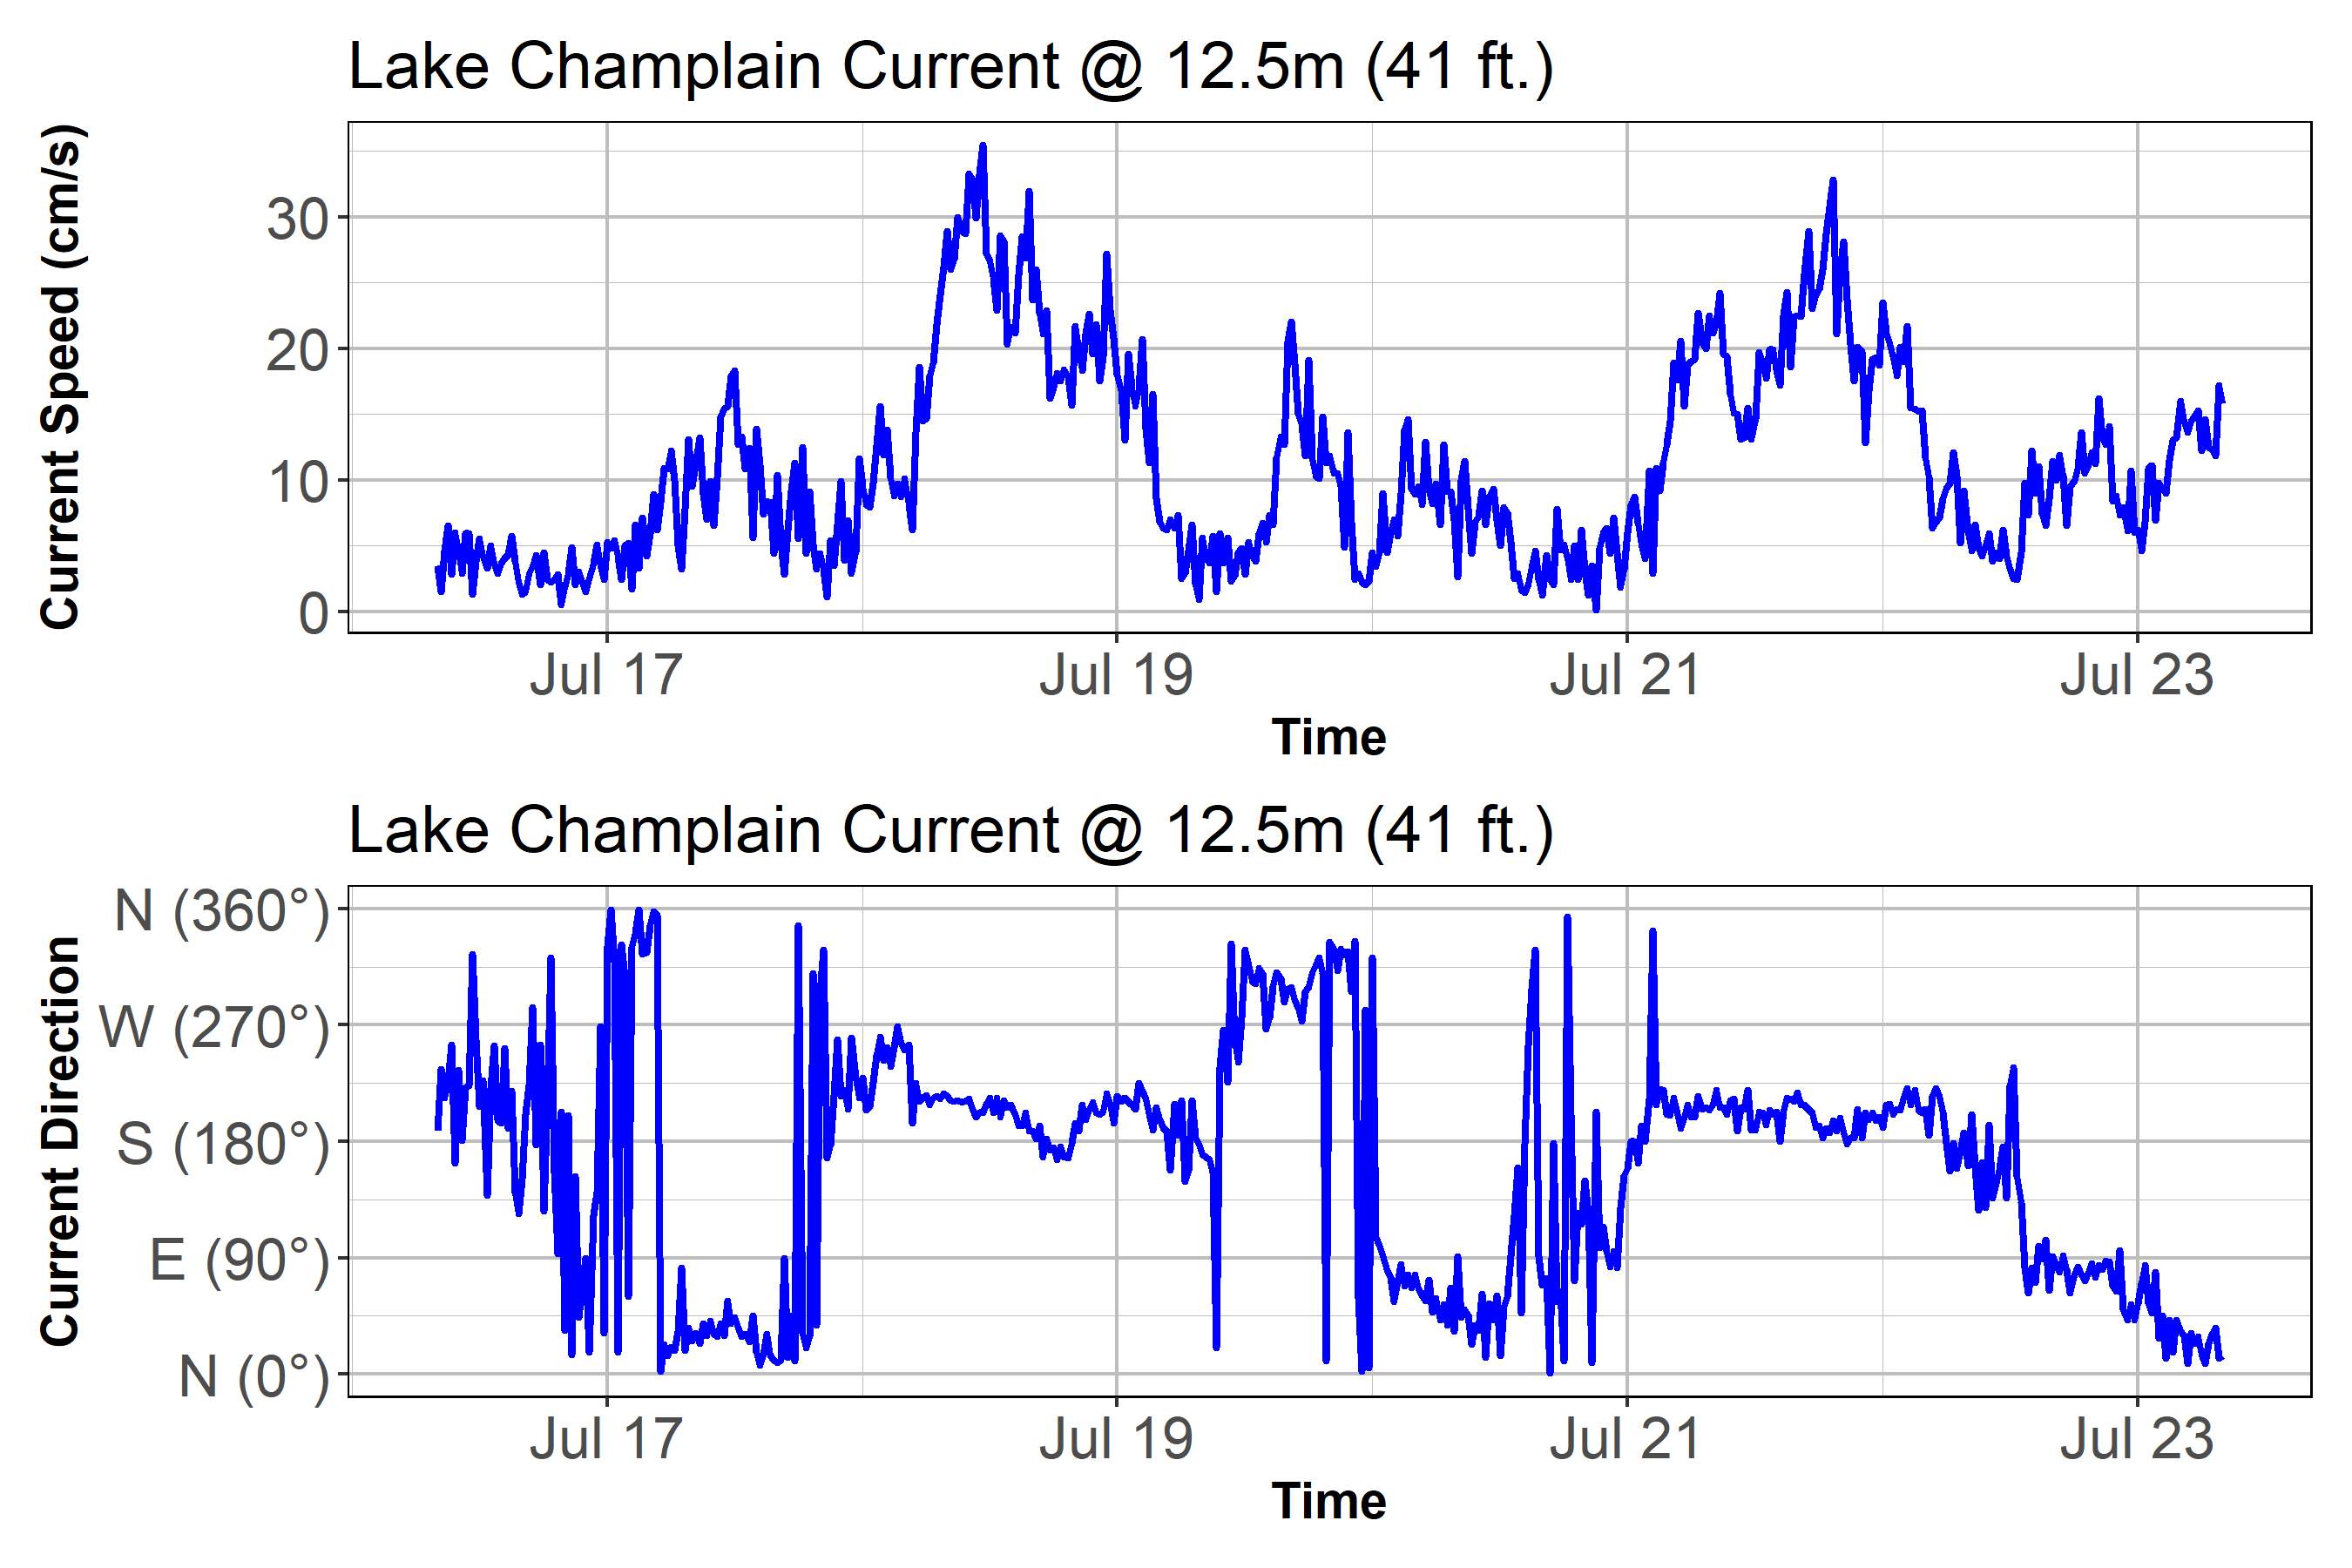 Lake Champlain Current @ 12.5m (41 ft.)
Current Speed (cm/s)
30
20
10
0
Jul 17 Jul 19 Jul 21 Jul 23
Time
Lake Champlain Current @ 12.5m (41 ft.)
Current Direction
N (360°)
W (270°)
S (180°)
E (90°)
N (0°)
Jul 17 Jul 19 Jul 21 Jul 23
Time